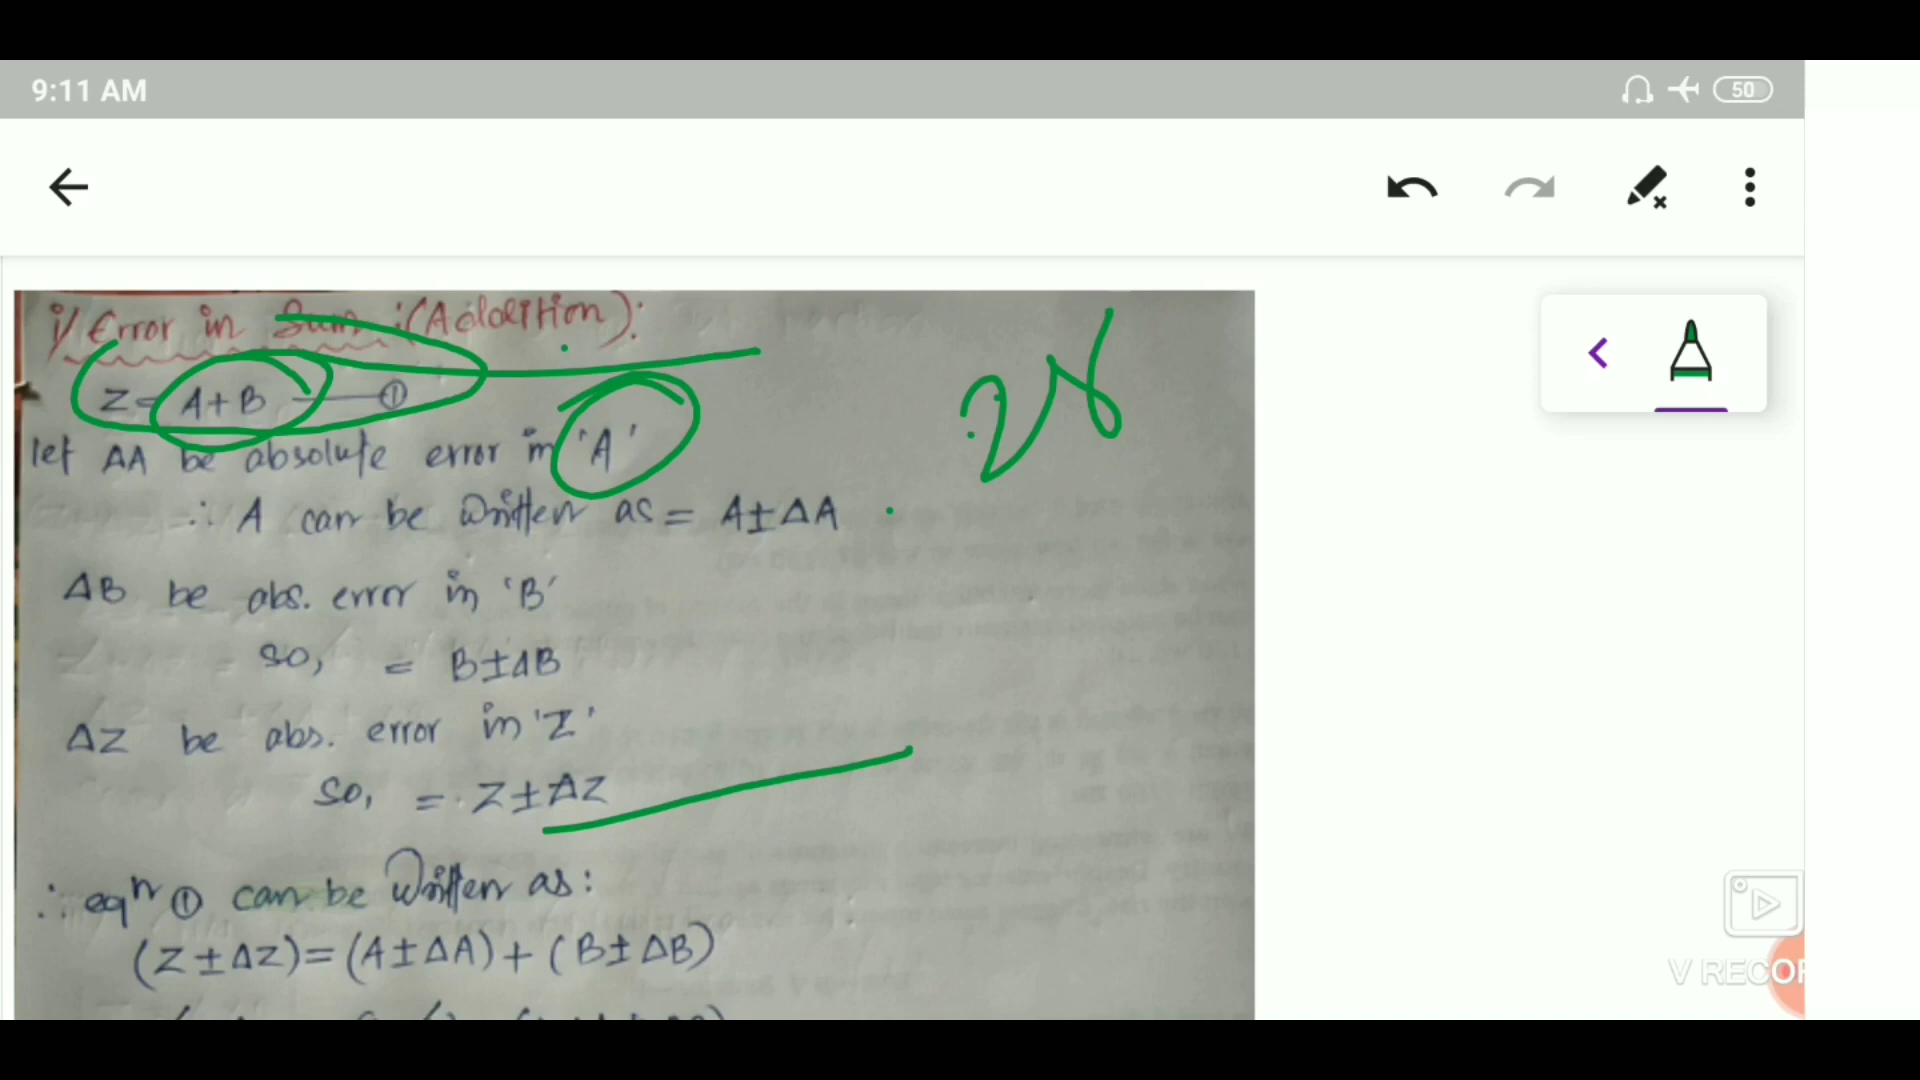 9:11 AM
50
i/ Error in Sum :(Addition):
Z = A+B ——— ①
let ΔA be absolute error in 'A'
∴ A can be written as = A±ΔA
ΔB be abs. error in 'B'
so, = B±ΔB
ΔZ be abs. error in 'Z'
So, = Z±ΔZ
∴ eqⁿ ① can be written as:
(Z±ΔZ)=(A±ΔA)+(B±ΔB)
V RECOR